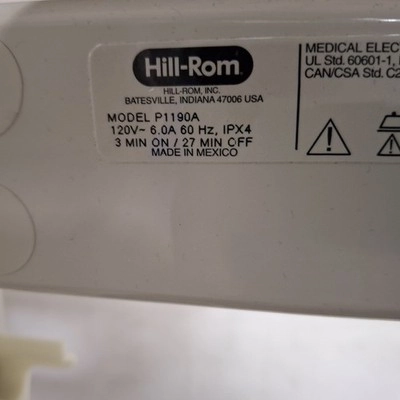 Hill-Rom
HILL-ROM, INC.
BATESVILLE, INDIANA 47006 USA
MODEL P1190A
120V~ 6.0A 60 Hz, IPX4
3 MIN ON / 27 MIN OFF
MADE IN MEXICO
MEDICAL ELEC
UL Std. 60601-1,
CAN/CSA Std. C2